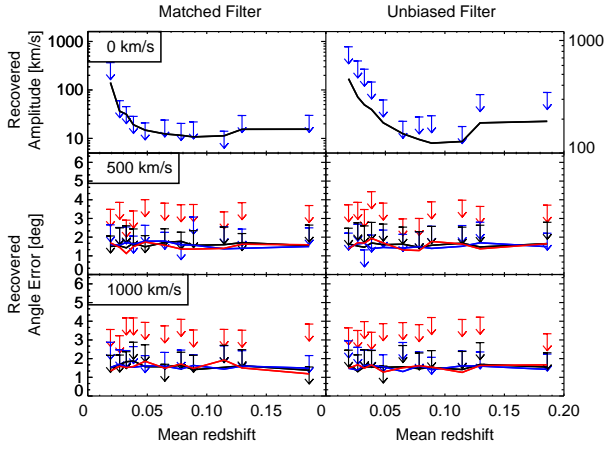 Matched Filter
Unbiased Filter
Recovered
Amplitude [km/s]
1000
100
10
0 km/s
1000
100
Recovered
Angle Error [deg]
6
5
4
3
2
1
0
500 km/s
6
5
4
3
2
1
0
1000 km/s
0 0.05 0.10 0.15 0
0.05 0.10 0.15 0.20
Mean redshift
Mean redshift